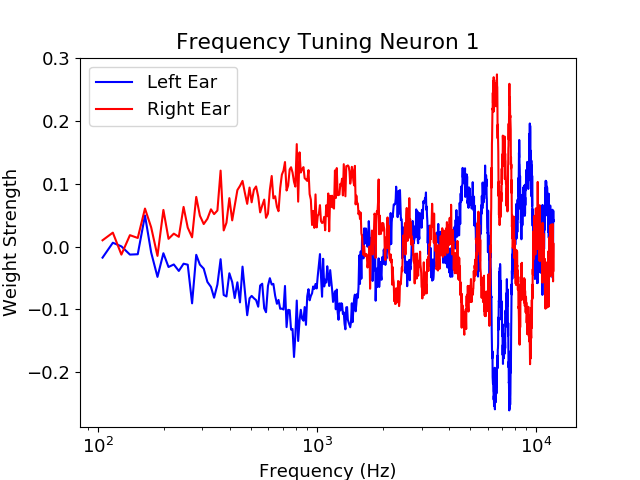 Frequency Tuning Neuron 1
Left Ear
Right Ear
Weight Strength
0.3
0.2
0.1
0.0
−0.1
−0.2
10²
10³
10⁴
Frequency (Hz)